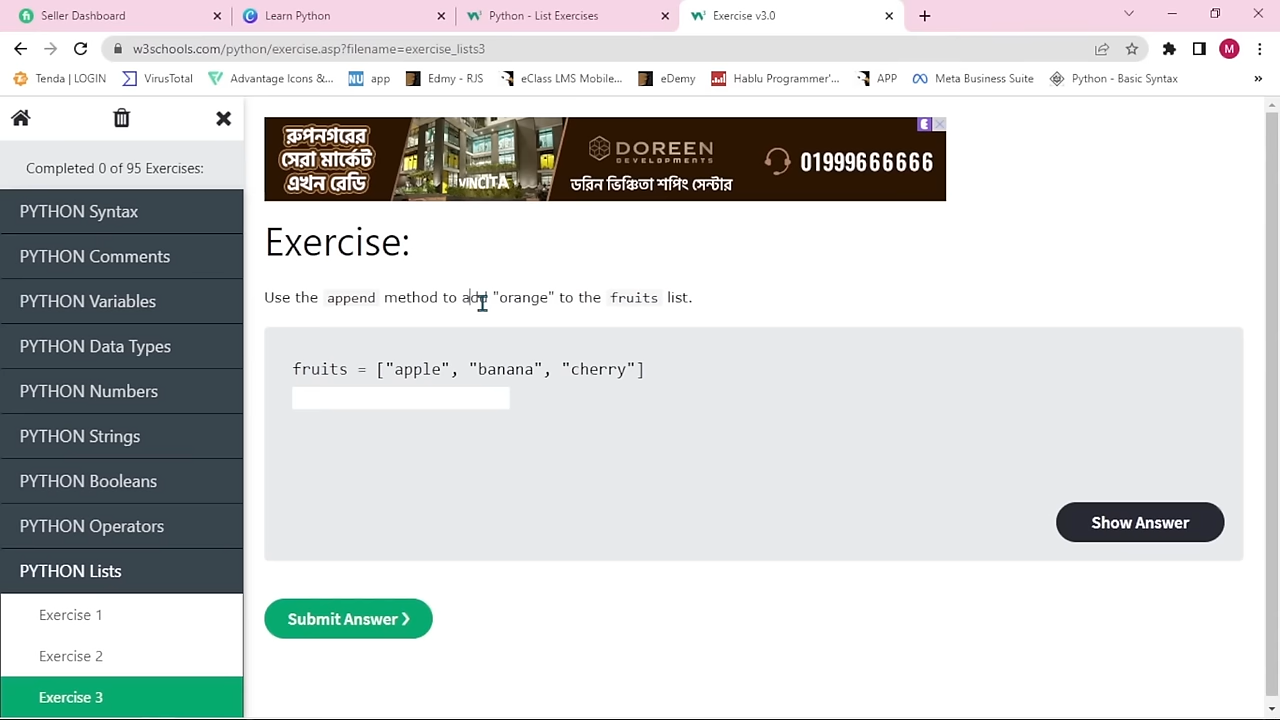 Seller Dashboard
Learn Python
Python - List Exercises
Exercise v3.0
w3schools.com/python/exercise.asp?filename=exercise_lists3
M
Tenda | LOGIN
VirusTotal
Advantage Icons &...
NU app
Edmy - RJS
eClass LMS Mobile...
eDemy
Hablu Programmer'...
APP
Meta Business Suite
Python - Basic Syntax
»
Completed 0 of 95 Exercises:
PYTHON Syntax
PYTHON Comments
PYTHON Variables
PYTHON Data Types
PYTHON Numbers
PYTHON Strings
PYTHON Booleans
PYTHON Operators
PYTHON Lists
Exercise 1
Exercise 2
Exercise 3
রুপনগরের
সেরা মার্কেট
এখন রেডি
VINCITA
DOREEN
DEVELOPMENTS
ডরিন ভিঞ্চিতা শপিং সেন্টার
01999666666
Exercise:
Use the append method to add "orange" to the fruits list.
fruits = ["apple", "banana", "cherry"]
Show Answer
Submit Answer ❯